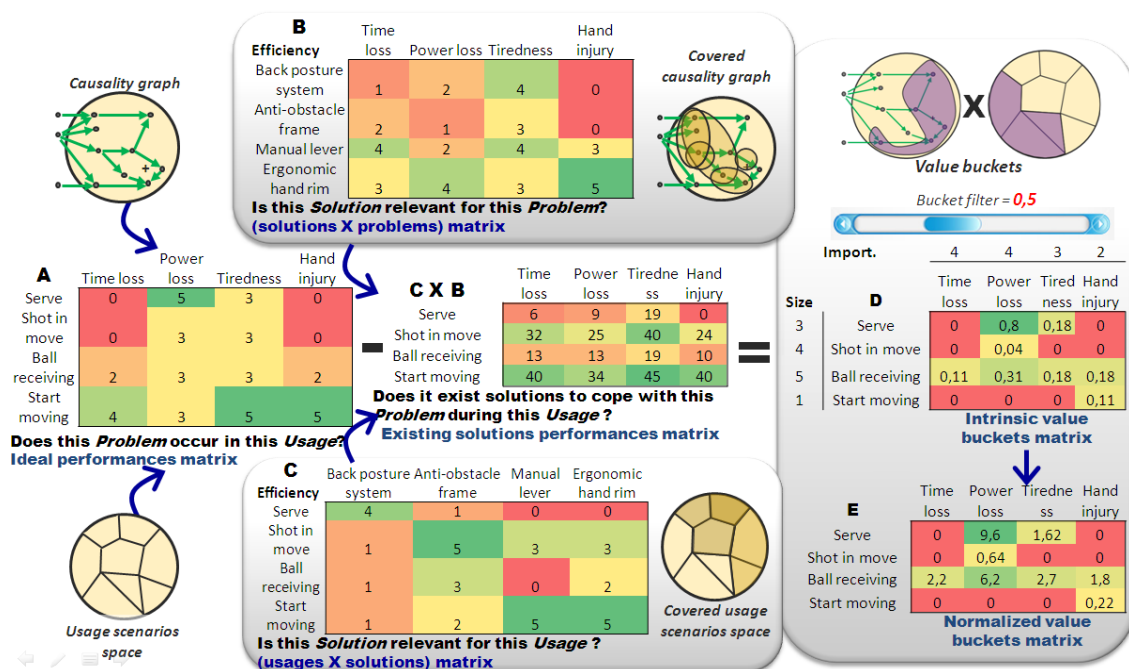 Causality graph
B
Time loss Power loss Tiredness Hand injury
Efficiency
Back posture system 1 2 4 0
Anti-obstacle frame 2 1 3 0
Manual lever 4 2 4 3
Ergonomic hand rim 3 4 3 5
Is this Solution relevant for this Problem?
(solutions X problems) matrix
Covered causality graph
+
+
A
Time loss Power loss Tiredness Hand injury
Serve 0 5 3 0
Shot in move 0 3 3 0
Ball receiving 2 3 3 2
Start moving 4 3 5 5
Does this Problem occur in this Usage?
Ideal performances matrix
Usage scenarios space
-
C X B
Time loss Power loss Tiredne ss Hand injury
Serve 6 9 19 0
Shot in move 32 25 40 24
Ball receiving 13 13 19 10
Start moving 40 34 45 40
Does it exist solutions to cope with this
Problem during this Usage ?
Existing solutions performances matrix
C
Back posture system Anti-obstacle frame Manual lever Ergonomic hand rim
Efficiency
Serve 4 1 0 0
Shot in move 1 5 3 3
Ball receiving 1 3 0 2
Start moving 1 2 5 5
Is this Solution relevant for this Usage ?
(usages X solutions) matrix
Covered usage scenarios space
=
X
Value buckets
Bucket filter = 0,5
Import. 4 4 3 2
Size D Time loss Power loss Tired ness Hand injury
3 Serve 0 0,8 0,18 0
4 Shot in move 0 0,04 0 0
5 Ball receiving 0,11 0,31 0,18 0,18
1 Start moving 0 0 0 0,11
Intrinsic value buckets matrix
E Time loss Power loss Tiredne ss Hand injury
Serve 0 9,6 1,62 0
Shot in move 0 0,64 0 0
Ball receiving 2,2 6,2 2,7 1,8
Start moving 0 0 0 0,22
Normalized value buckets matrix